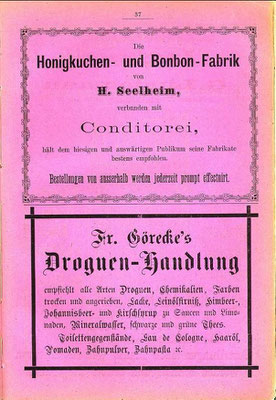 37
Die
Honigkuchen- und Bonbon-Fabrik
von
H. Seelheim,
verbunden mit
Conditorei,
hält dem hiesigen und auswärtigen Publikum seine Fabrikate
bestens empfohlen.
Bestellungen von ausserhalb werden jederzeit prompt effectuirt.
Fr. Görecke's
Droguen-Handlung
empfiehlt alle Arten Droguen, Chemikalien, Farben
trocken und angerieben, Lacke, Leinölfirniß, Himbeer-,
Johannisbeer- und Kirschsyrup zu Saucen und Limo-
naden, Mineralwasser, schwarze und grüne Thees.
Toilettengegenstände, Eau de Cologne, Haaröl,
Pomaden, Zahnpulver, Zahnpasta ꝛc.